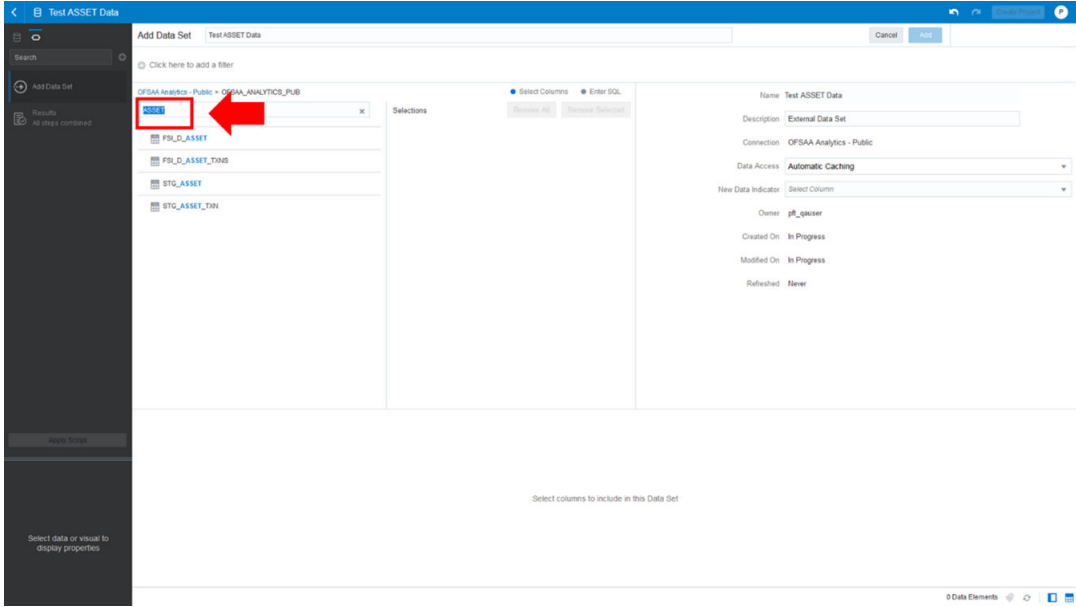 Test ASSET Data
Create Project
P
Search
Add Data Set
Results
All steps combined
Apply Script
Select data or visual to
display properties
Add Data Set
Test ASSET Data
Cancel
Add
Click here to add a filter
OFSAA Analytics - Public > OFSAA_ANALYTICS_PUB
ASSET
FSI_D_ASSET
FSI_D_ASSET_TXNS
STG_ASSET
STG_ASSET_TXN
Select Columns
Enter SQL
Selections
Remove All
Remove Selected
Name Test ASSET Data
Description External Data Set
Connection OFSAA Analytics - Public
Data Access Automatic Caching
New Data Indicator Select Column
Owner pft_qauser
Created On In Progress
Modified On In Progress
Refreshed Never
Select columns to include in this Data Set
0 Data Elements